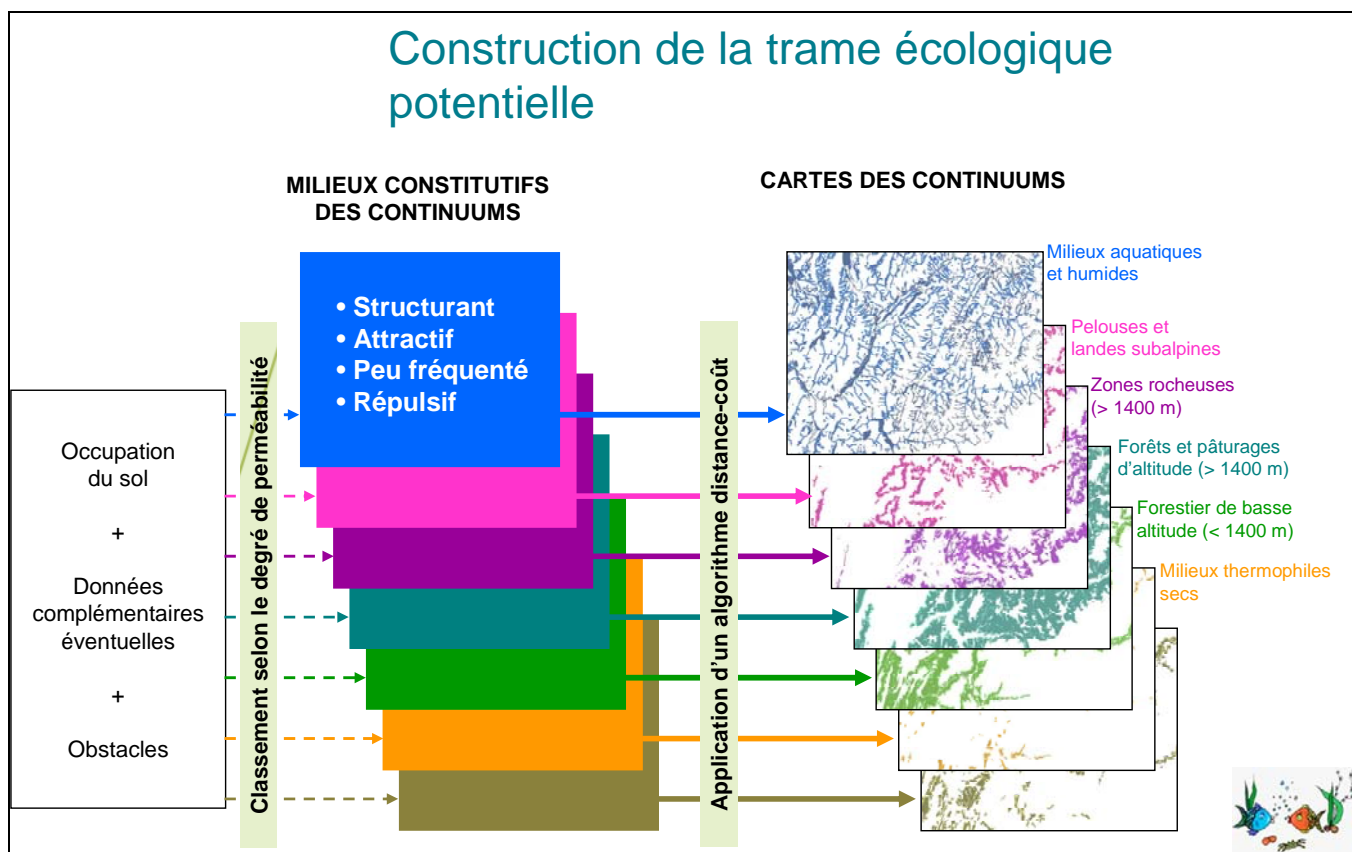 Construction de la trame écologique
potentielle
MILIEUX CONSTITUTIFS
DES CONTINUUMS
CARTES DES CONTINUUMS
Occupation
du sol
+
Données
complémentaires
éventuelles
+
Obstacles
Classement selon le degré de perméabilité
• Structurant
• Attractif
• Peu fréquenté
• Répulsif
Application d'un algorithme distance-coût
Milieux aquatiques
et humides
Pelouses et
landes subalpines
Zones rocheuses
(> 1400 m)
Forêts et pâturages
d'altitude (> 1400 m)
Forestier de basse
altitude (< 1400 m)
Milieux thermophiles
secs